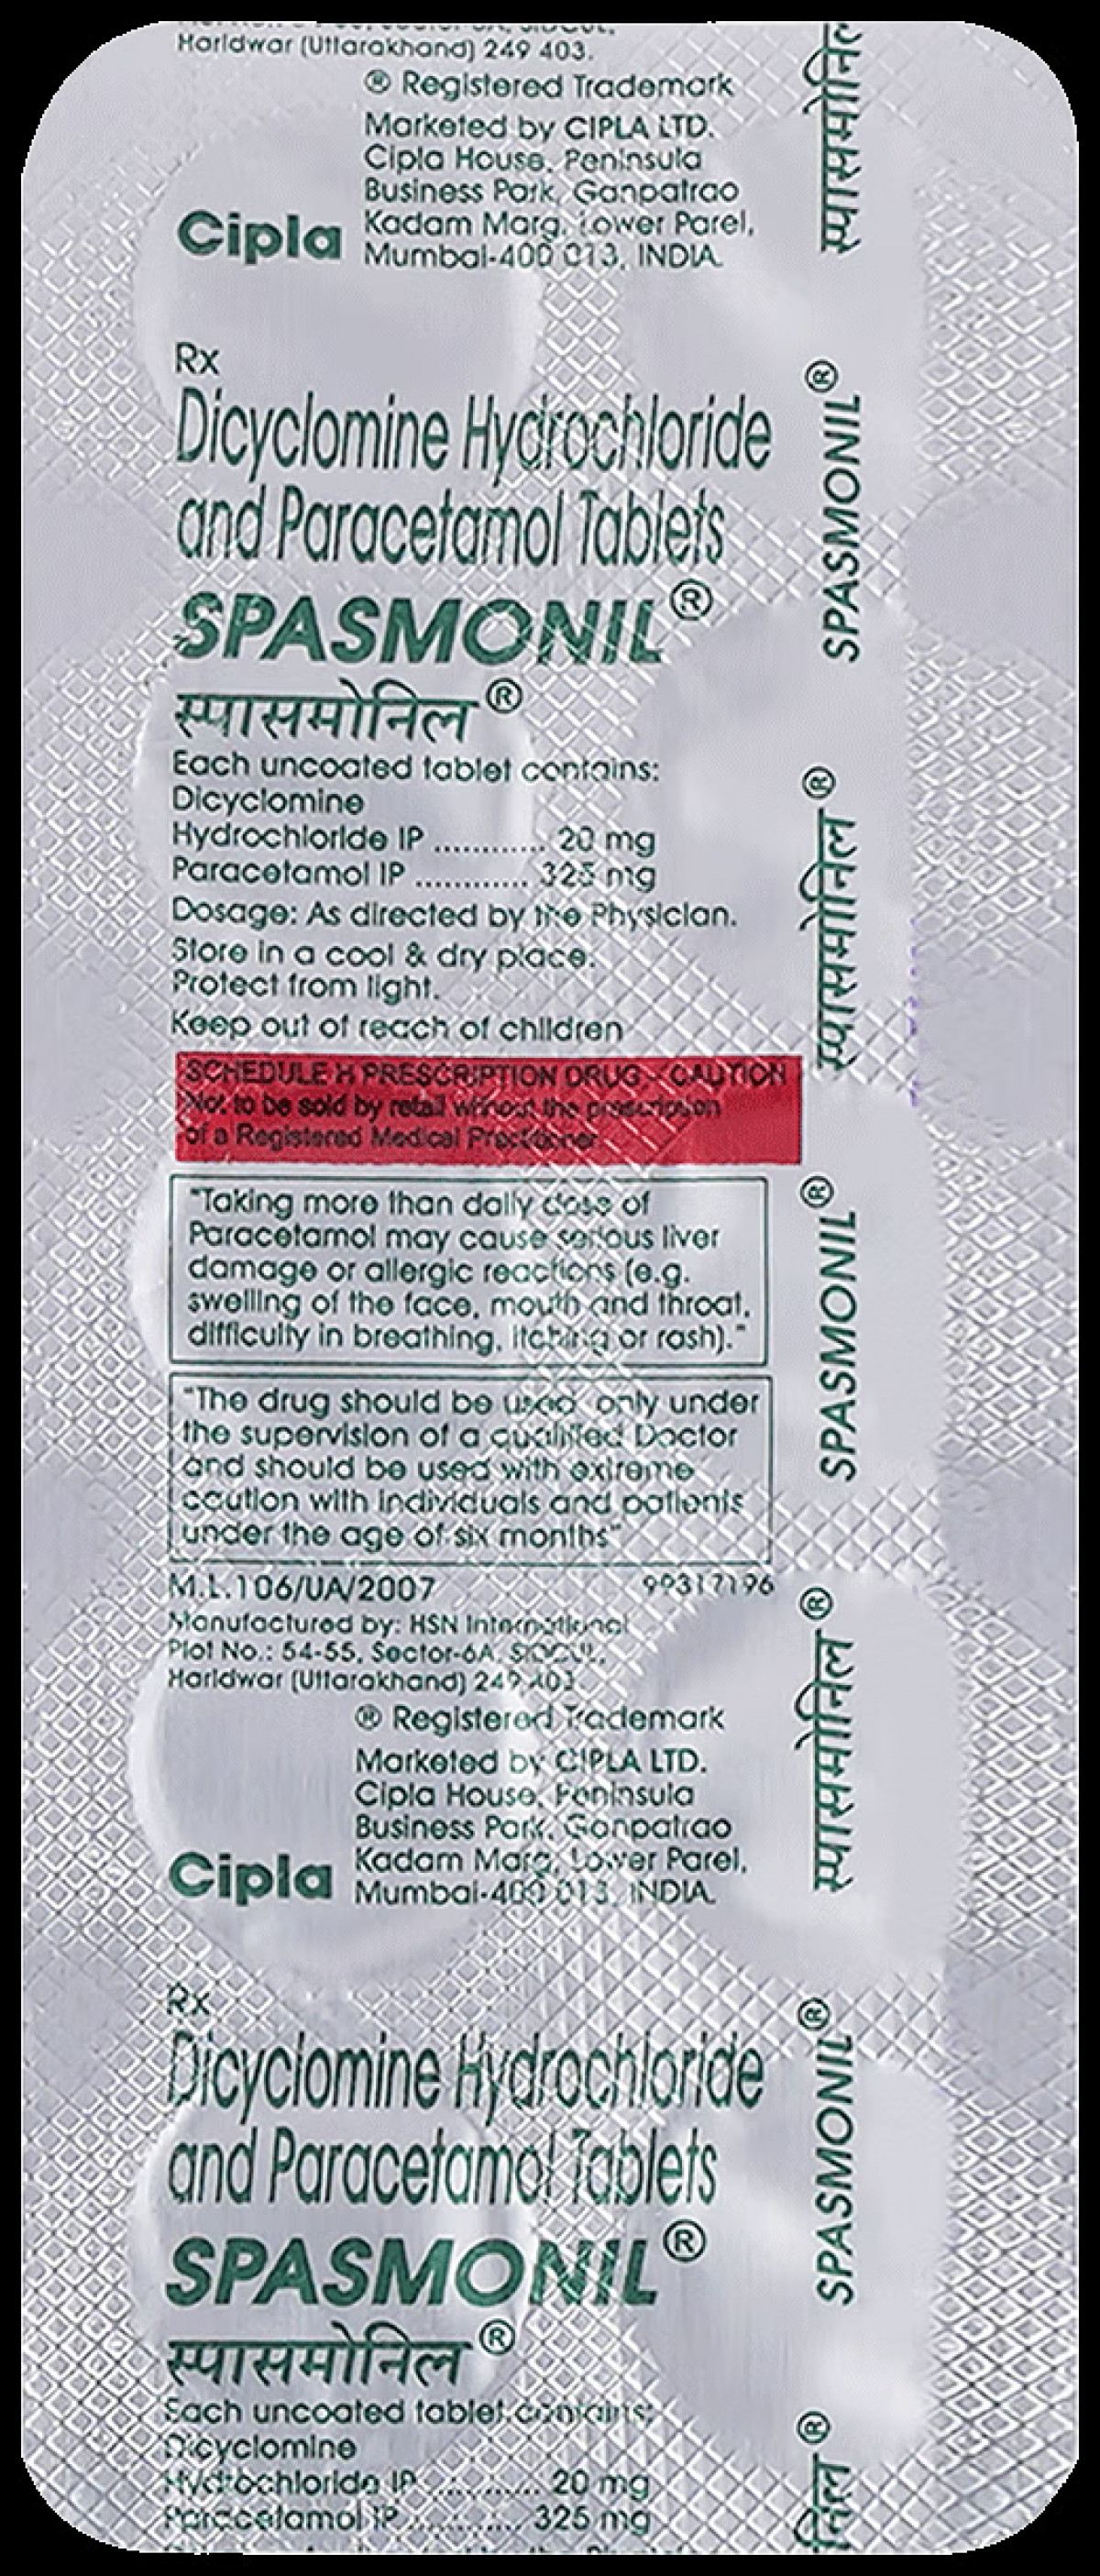 Haridwar (Uttarakhand) 249 403.
® Registered Trademark
Marketed by CIPLA LTD.
Cipla House, Peninsula
Business Park, Ganpatrao
Kadam Marg, Lower Parel,
Mumbai-400 013, INDIA.
Cipla
Rx
Dicyclomine Hydrochloride
and Paracetamol Tablets
SPASMONIL®
स्पासमोनिल®
Each uncoated tablet contains:
Dicyclomine
Hydrochloride IP ............ 20 mg
Paracetamol IP ............ 325 mg
Dosage: As directed by the Physician.
Store in a cool & dry place.
Protect from light.
Keep out of reach of children
SCHEDULE H PRESCRIPTION DRUG - CAUTION
Not to be sold by retail without the prescription
of a Registered Medical Practitioner
"Taking more than daily dose of
Paracetamol may cause serious liver
damage or allergic reactions (e.g.
swelling of the face, mouth and throat,
difficulty in breathing, itching or rash)."
"The drug should be used only under
the supervision of a qualified Doctor
and should be used with extreme
caution with individuals and patients
under the age of six months"
M.L.106/UA/2007 99317196
Manufactured by: HSN International
Plot No.: 54-55, Sector-6A, SIDCUL,
Haridwar (Uttarakhand) 249 403.
® Registered Trademark
Marketed by CIPLA LTD.
Cipla House, Peninsula
Business Park, Ganpatrao
Kadam Marg, Lower Parel,
Mumbai-400 013, INDIA.
Cipla
Rx
Dicyclomine Hydrochloride
and Paracetamol Tablets
SPASMONIL®
स्पासमोनिल®
Each uncoated tablet contains:
Dicyclomine
Hydrochloride IP ............ 20 mg
Paracetamol IP ............ 325 mg
स्पासमोनिल
SPASMONIL®
स्पासमोनिल®
SPASMONIL®
स्पासमोनिल®
SPASMONIL®
निल®